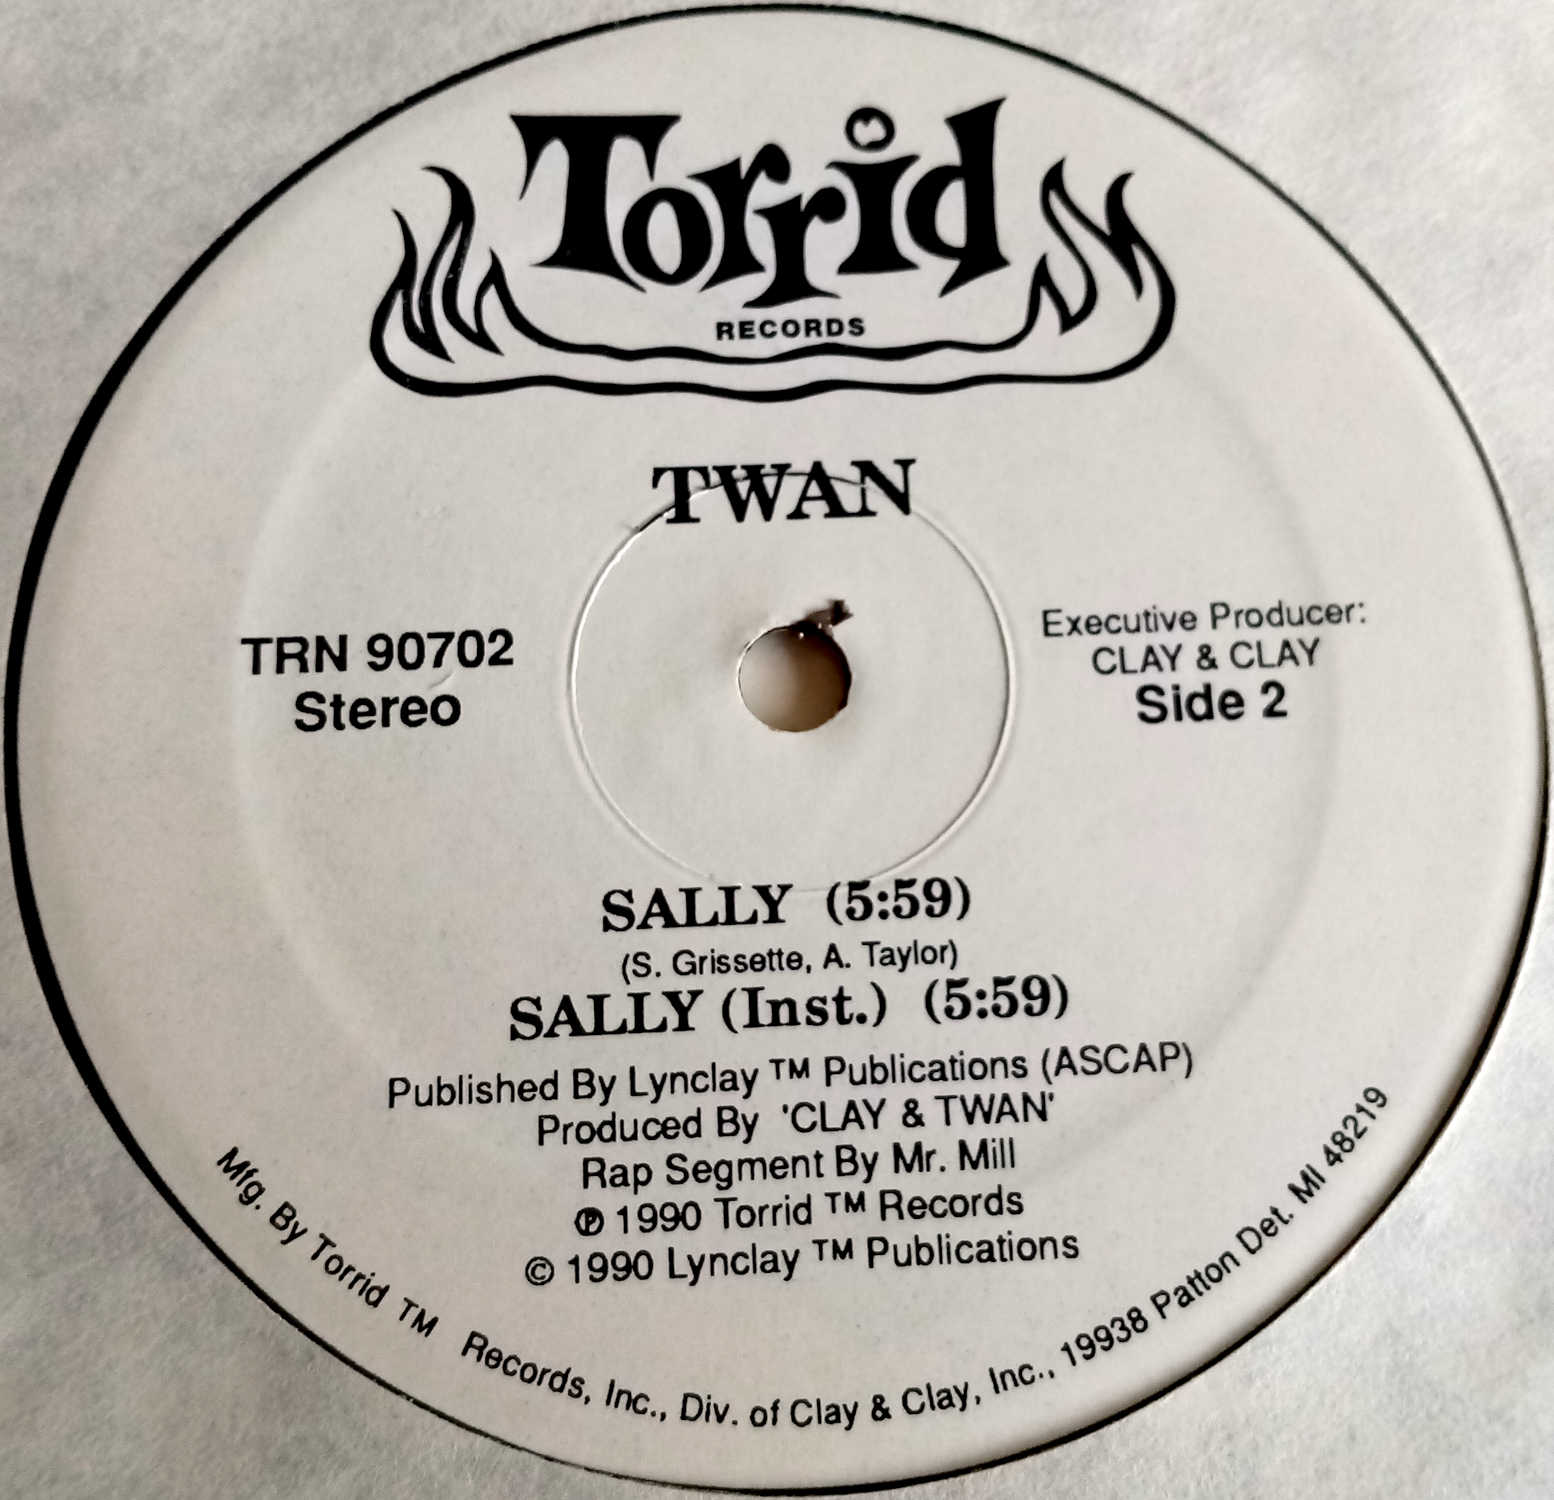 Torrid
RECORDS
TWAN
TRN 90702
Stereo
Executive Producer:
CLAY & CLAY
Side 2
SALLY (5:59)
(S. Grissette, A. Taylor)
SALLY (Inst.) (5:59)
Published By Lynclay ™ Publications (ASCAP)
Produced By 'CLAY & TWAN'
Rap Segment By Mr. Mill
℗ 1990 Torrid ™ Records
© 1990 Lynclay ™ Publications
Mfg. By Torrid TM Records, Inc., Div. of Clay & Clay, Inc., 19938 Patton Det. MI 48219